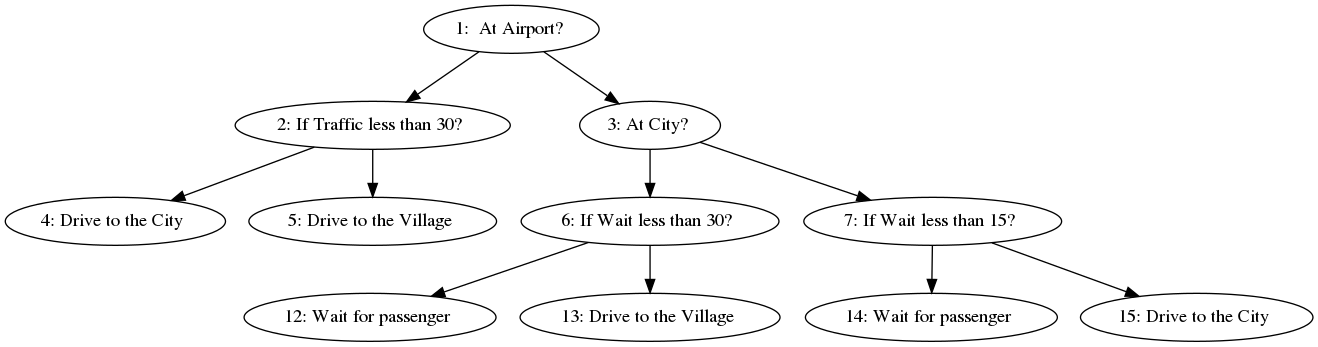 1:  At Airport?
2: If Traffic less than 30?
3: At City?
4: Drive to the City
5: Drive to the Village
6: If Wait less than 30?
7: If Wait less than 15?
12: Wait for passenger
13: Drive to the Village
14: Wait for passenger
15: Drive to the City